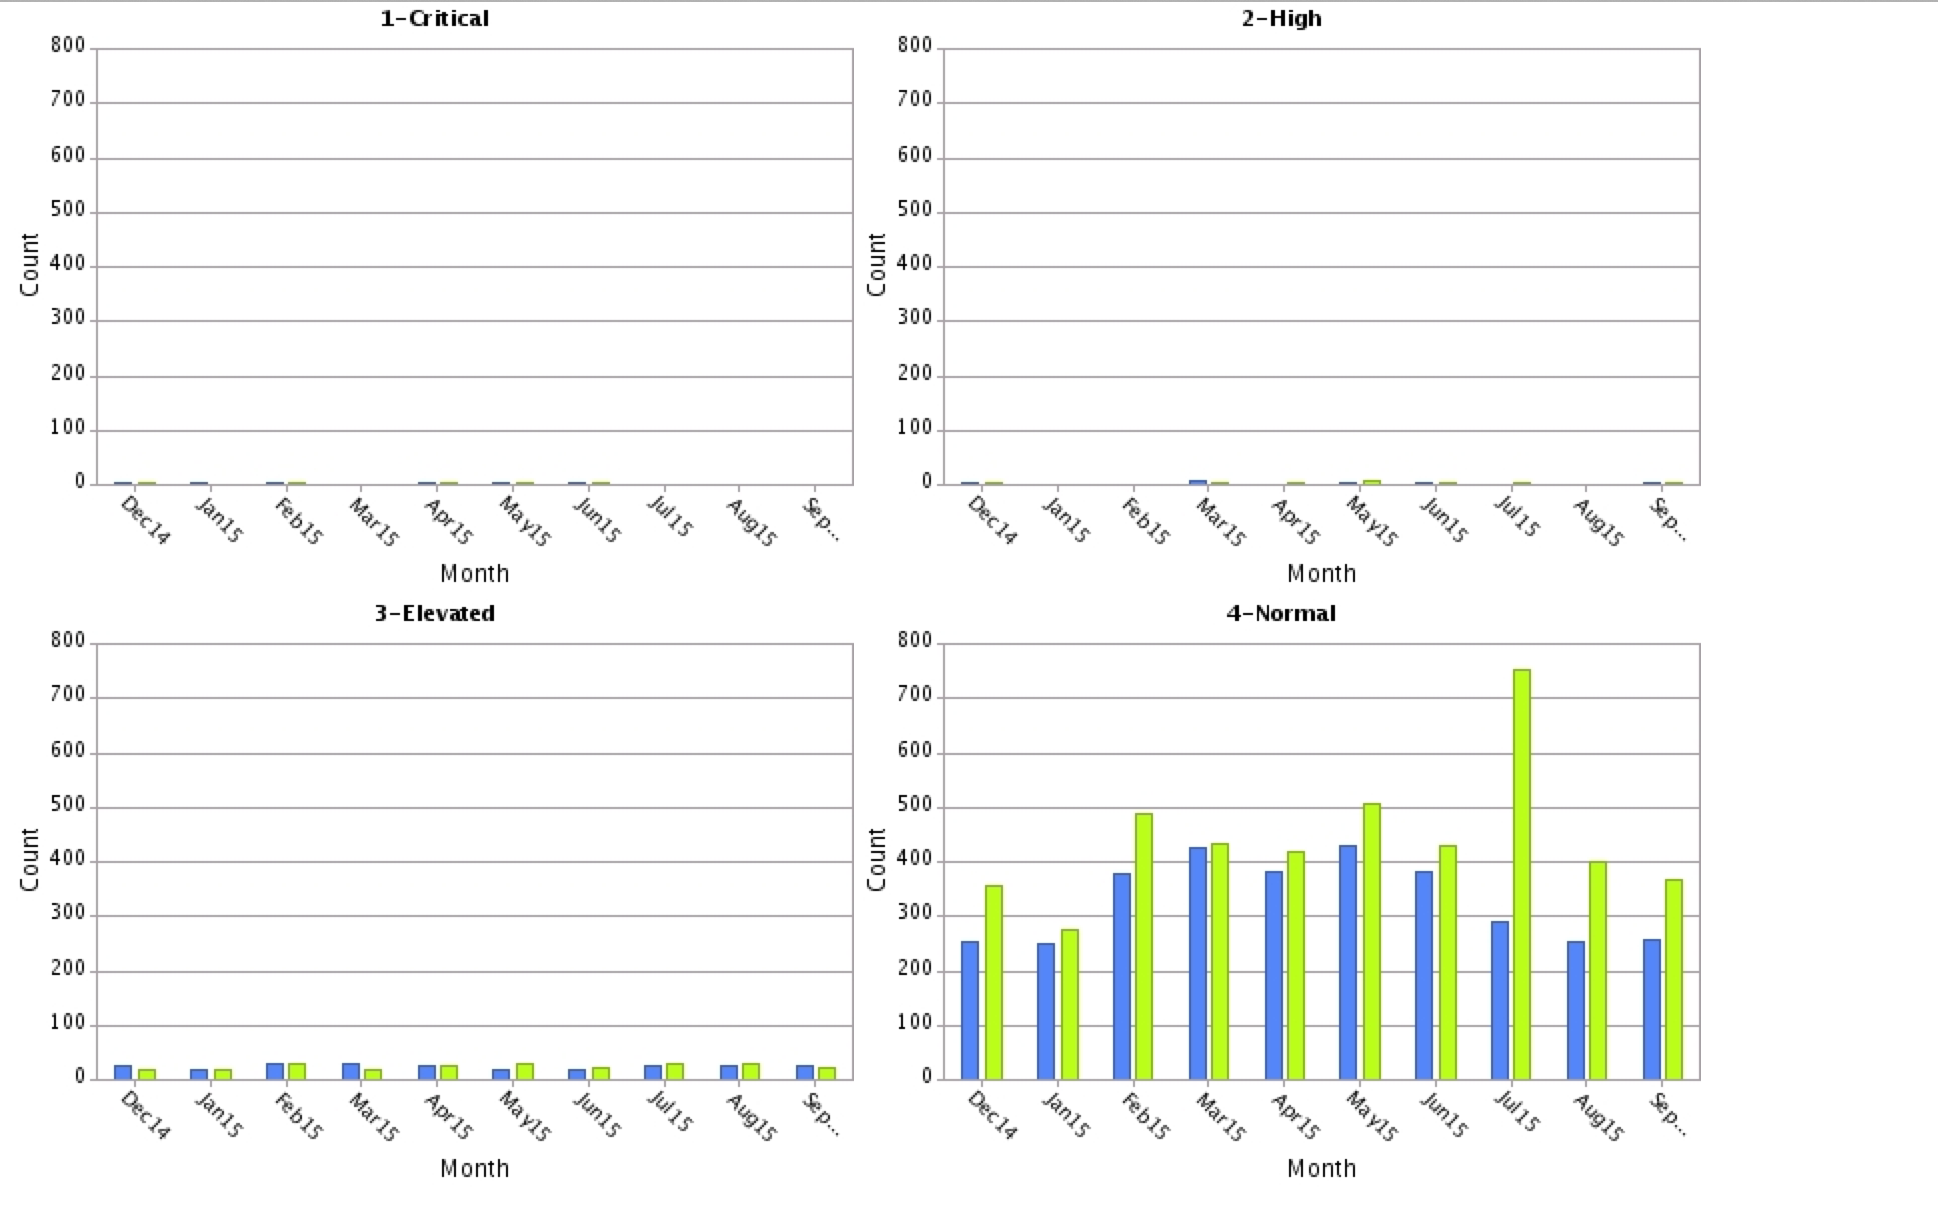 1-Critical
800
700
600
500
400
300
200
100
0
Count
Dec14
Jan15
Feb15
Mar15
Apr15
May15
Jun15
Jul15
Aug15
Sep...
Month
2-High
800
700
600
500
400
300
200
100
0
Count
Dec14
Jan15
Feb15
Mar15
Apr15
May15
Jun15
Jul15
Aug15
Sep...
Month
3-Elevated
800
700
600
500
400
300
200
100
0
Count
Dec14
Jan15
Feb15
Mar15
Apr15
May15
Jun15
Jul15
Aug15
Sep...
Month
4-Normal
800
700
600
500
400
300
200
100
0
Count
Dec14
Jan15
Feb15
Mar15
Apr15
May15
Jun15
Jul15
Aug15
Sep...
Month